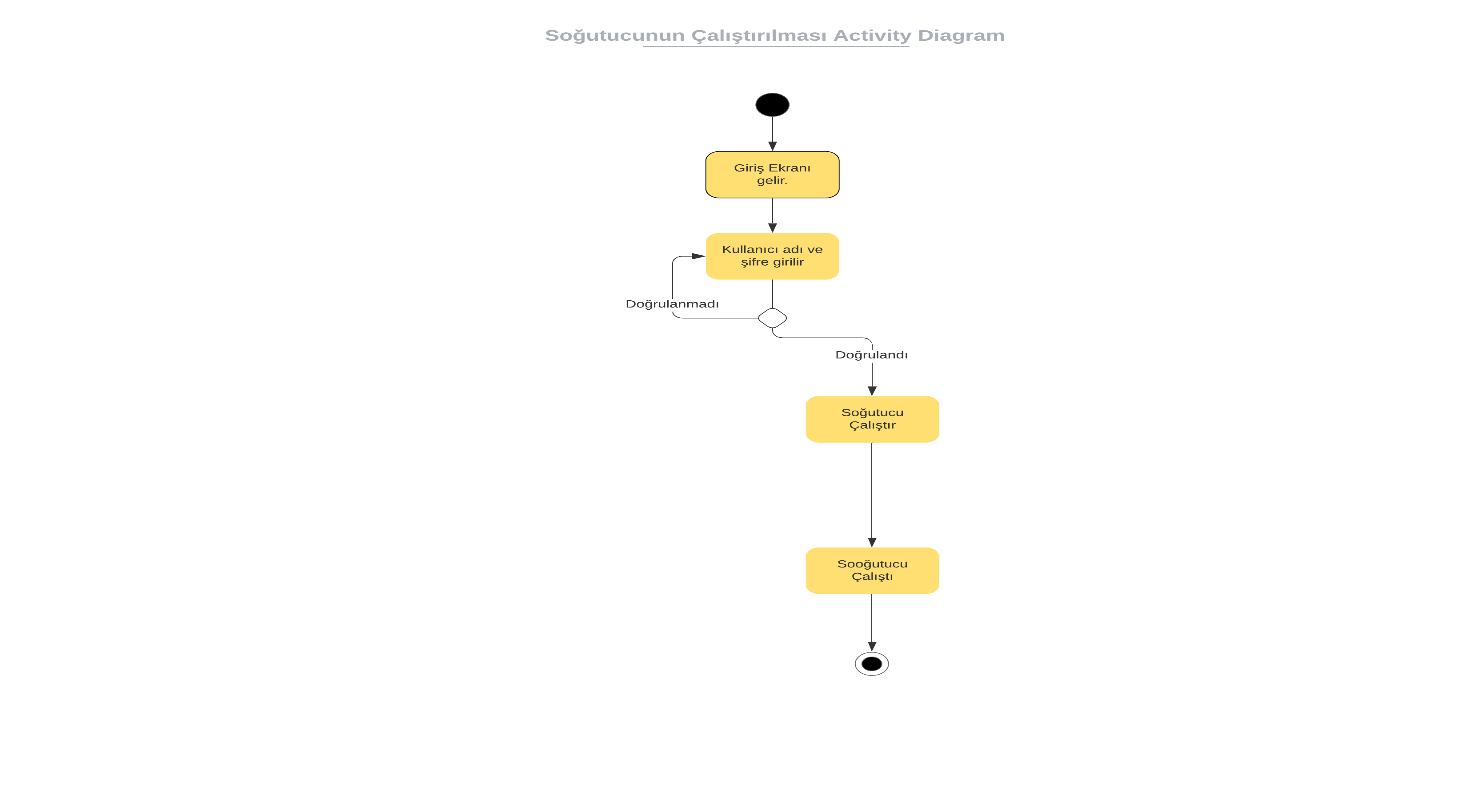 Soğutucunun Çalıştırılması Activity Diagram
Giriş Ekranı
gelir.
Kullanıcı adı ve
şifre girilir
Doğrulanmadı
Doğrulandı
Soğutucu
Çalıştır
Sooğutucu
Çalıştı